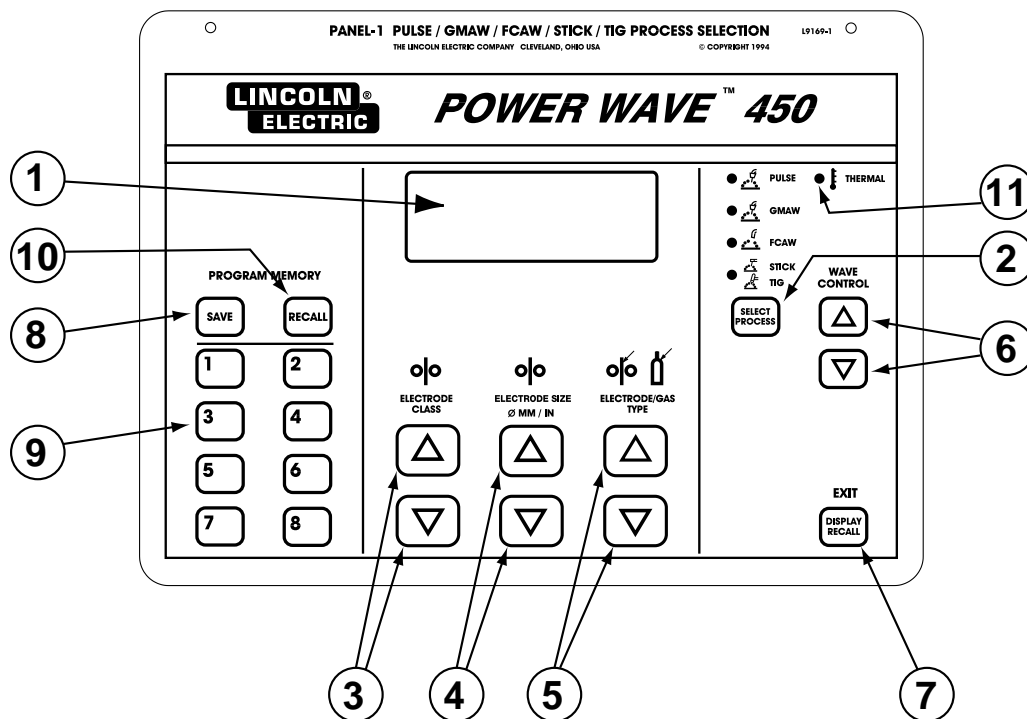 PANEL-1 PULSE / GMAW / FCAW / STICK / TIG PROCESS SELECTION L9169-1
THE LINCOLN ELECTRIC COMPANY CLEVELAND, OHIO USA © COPYRIGHT 1994
LINCOLN ®
ELECTRIC
POWER WAVE ™ 450
1
PULSE
THERMAL
11
GMAW
FCAW
STICK
TIG
10
2
PROGRAM MEMORY
WAVE
CONTROL
8
SAVE
RECALL
SELECT
PROCESS
6
1
2
3
4
5
6
7
8
9
ELECTRODE
CLASS
ELECTRODE SIZE
Ø MM / IN
ELECTRODE/GAS
TYPE
EXIT
DISPLAY
RECALL
3
4
5
7